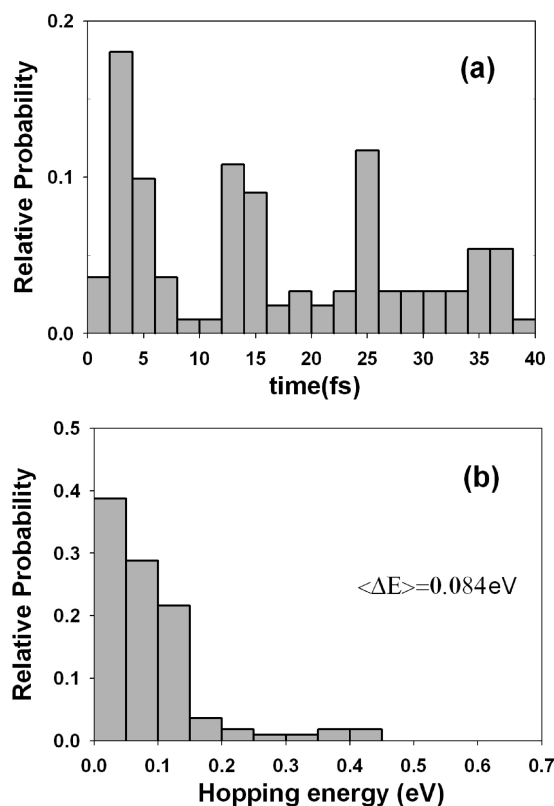 0.2
(a)
Relative Probability
0.1
0.0
0 5 10 15 20 25 30 35 40
time(fs)
0.5
(b)
0.4
Relative Probability
0.3
<ΔE>=0.084eV
0.2
0.1
0.0
0.0 0.1 0.2 0.3 0.4 0.5 0.6 0.7
Hopping energy (eV)